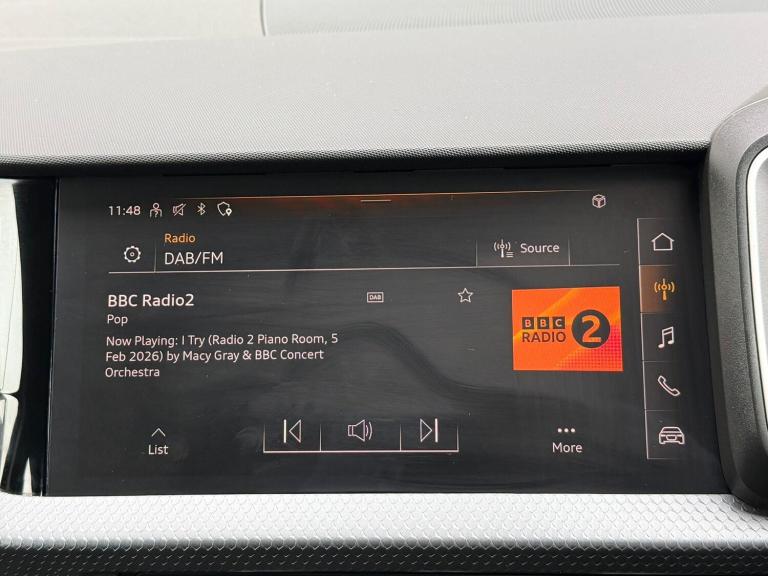 11:48
Radio
DAB/FM
Source
BBC Radio2
DAB
Pop
Now Playing: I Try (Radio 2 Piano Room, 5
Feb 2026) by Macy Gray & BBC Concert
Orchestra
BBC
RADIO 2
List
More